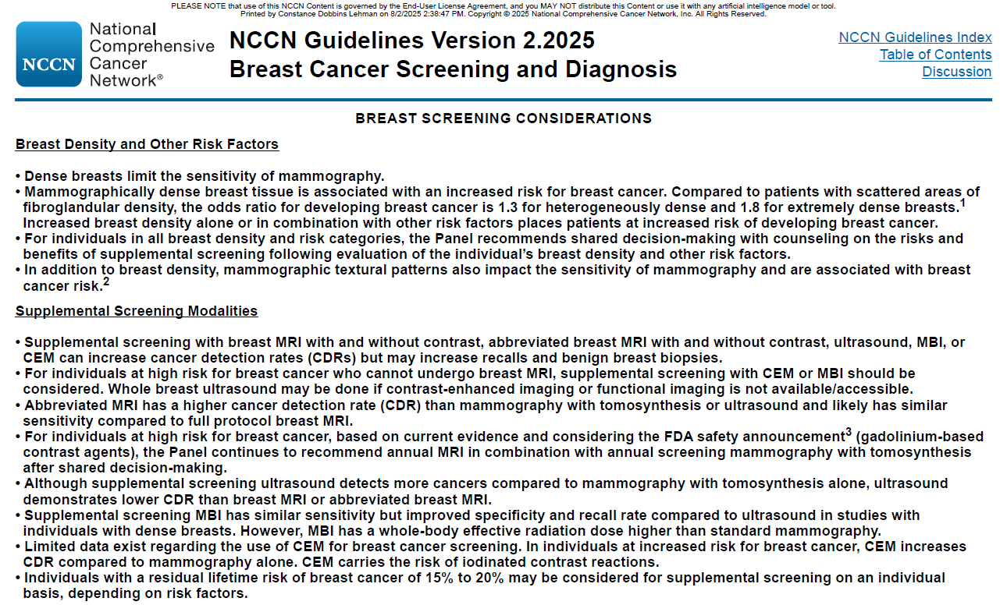 PLEASE NOTE that use of this NCCN Content is governed by the End-User License Agreement, and you MAY NOT distribute this Content or use it with any artificial intelligence model or tool.
Printed by Constance Dobbins Lehman on 8/2/2025 2:38:47 PM. Copyright © 2025 National Comprehensive Cancer Network, Inc. All Rights Reserved.
NCCN
National
Comprehensive
Cancer
Network®
NCCN Guidelines Version 2.2025
Breast Cancer Screening and Diagnosis
NCCN Guidelines Index
Table of Contents
Discussion
BREAST SCREENING CONSIDERATIONS
Breast Density and Other Risk Factors
• Dense breasts limit the sensitivity of mammography.
• Mammographically dense breast tissue is associated with an increased risk for breast cancer. Compared to patients with scattered areas of
fibroglandular density, the odds ratio for developing breast cancer is 1.3 for heterogeneously dense and 1.8 for extremely dense breasts.1
Increased breast density alone or in combination with other risk factors places patients at increased risk of developing breast cancer.
• For individuals in all breast density and risk categories, the Panel recommends shared decision-making with counseling on the risks and
benefits of supplemental screening following evaluation of the individual's breast density and other risk factors.
• In addition to breast density, mammographic textural patterns also impact the sensitivity of mammography and are associated with breast
cancer risk.2
Supplemental Screening Modalities
• Supplemental screening with breast MRI with and without contrast, abbreviated breast MRI with and without contrast, ultrasound, MBI, or
CEM can increase cancer detection rates (CDRs) but may increase recalls and benign breast biopsies.
• For individuals at high risk for breast cancer who cannot undergo breast MRI, supplemental screening with CEM or MBI should be
considered. Whole breast ultrasound may be done if contrast-enhanced imaging or functional imaging is not available/accessible.
• Abbreviated MRI has a higher cancer detection rate (CDR) than mammography with tomosynthesis or ultrasound and likely has similar
sensitivity compared to full protocol breast MRI.
• For individuals at high risk for breast cancer, based on current evidence and considering the FDA safety announcement3 (gadolinium-based
contrast agents), the Panel continues to recommend annual MRI in combination with annual screening mammography with tomosynthesis
after shared decision-making.
• Although supplemental screening ultrasound detects more cancers compared to mammography with tomosynthesis alone, ultrasound
demonstrates lower CDR than breast MRI or abbreviated breast MRI.
• Supplemental screening MBI has similar sensitivity but improved specificity and recall rate compared to ultrasound in studies with
individuals with dense breasts. However, MBI has a whole-body effective radiation dose higher than standard mammography.
• Limited data exist regarding the use of CEM for breast cancer screening. In individuals at increased risk for breast cancer, CEM increases
CDR compared to mammography alone. CEM carries the risk of iodinated contrast reactions.
• Individuals with a residual lifetime risk of breast cancer of 15% to 20% may be considered for supplemental screening on an individual
basis, depending on risk factors.